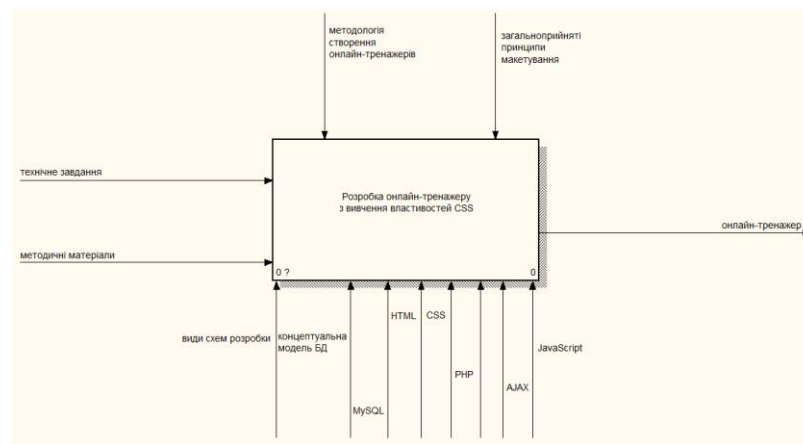 методологія
створення
онлайн-тренажерів
загальноприйняті
принципи
макетування
технічне завдання
Розробка онлайн-тренажеру
з вивчення властивостей CSS
онлайн-тренажер
методичні матеріали
0 ?
0
HTML
CSS
види схем розробки
концептуальна
модель БД
JavaScript
PHP
AJAX
MySQL